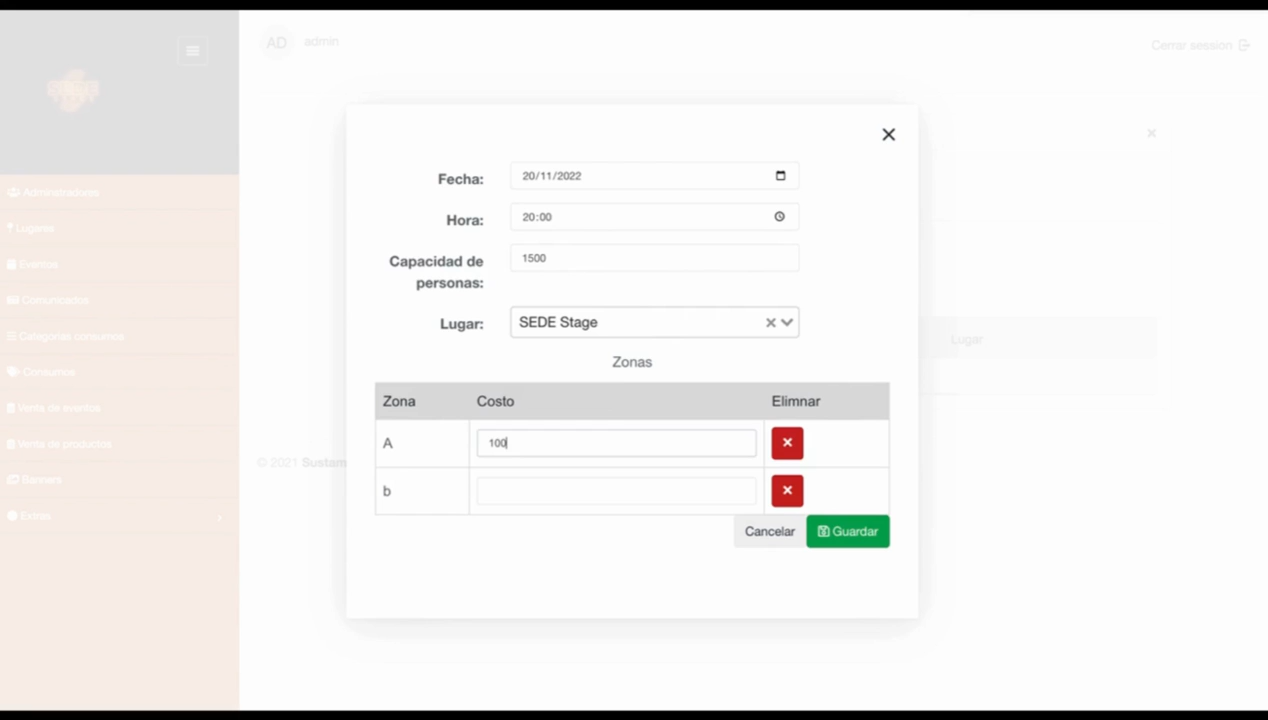 AD admin
Cerrar session
Administradores
Lugares
Eventos
Comunicados
Categorias consumos
Consumos
Venta de eventos
Venta de productos
Banners
Extras
Fecha: 20/11/2022
Hora: 20:00
Capacidad de
personas: 1500
Lugar: SEDE Stage
Zonas
Zona Costo Elimnar
A 100
b
Cancelar Guardar
Lugar
© 2021 Sustam